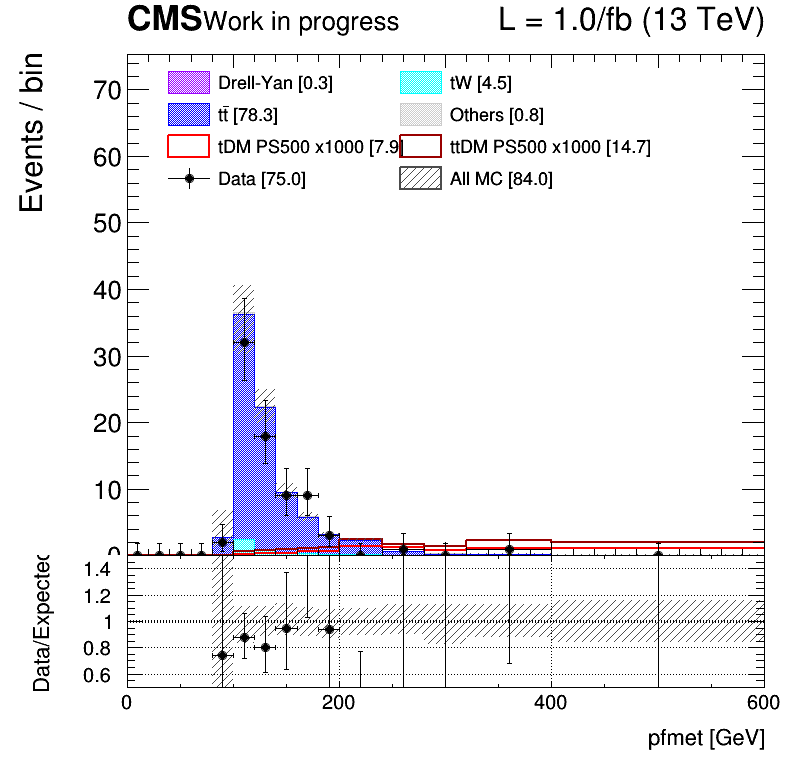 CMS Work in progress L = 1.0/fb (13 TeV)
Events / bin
Drell-Yan [0.3] tW [4.5]
tt̄ [78.3] Others [0.8]
tDM PS500 x1000 [7.9] ttDM PS500 x1000 [14.7]
Data [75.0] All MC [84.0]
70
60
50
40
30
20
10
0
Data/Expected
1.4
1.2
1
0.8
0.6
0 200 400 600
pfmet [GeV]